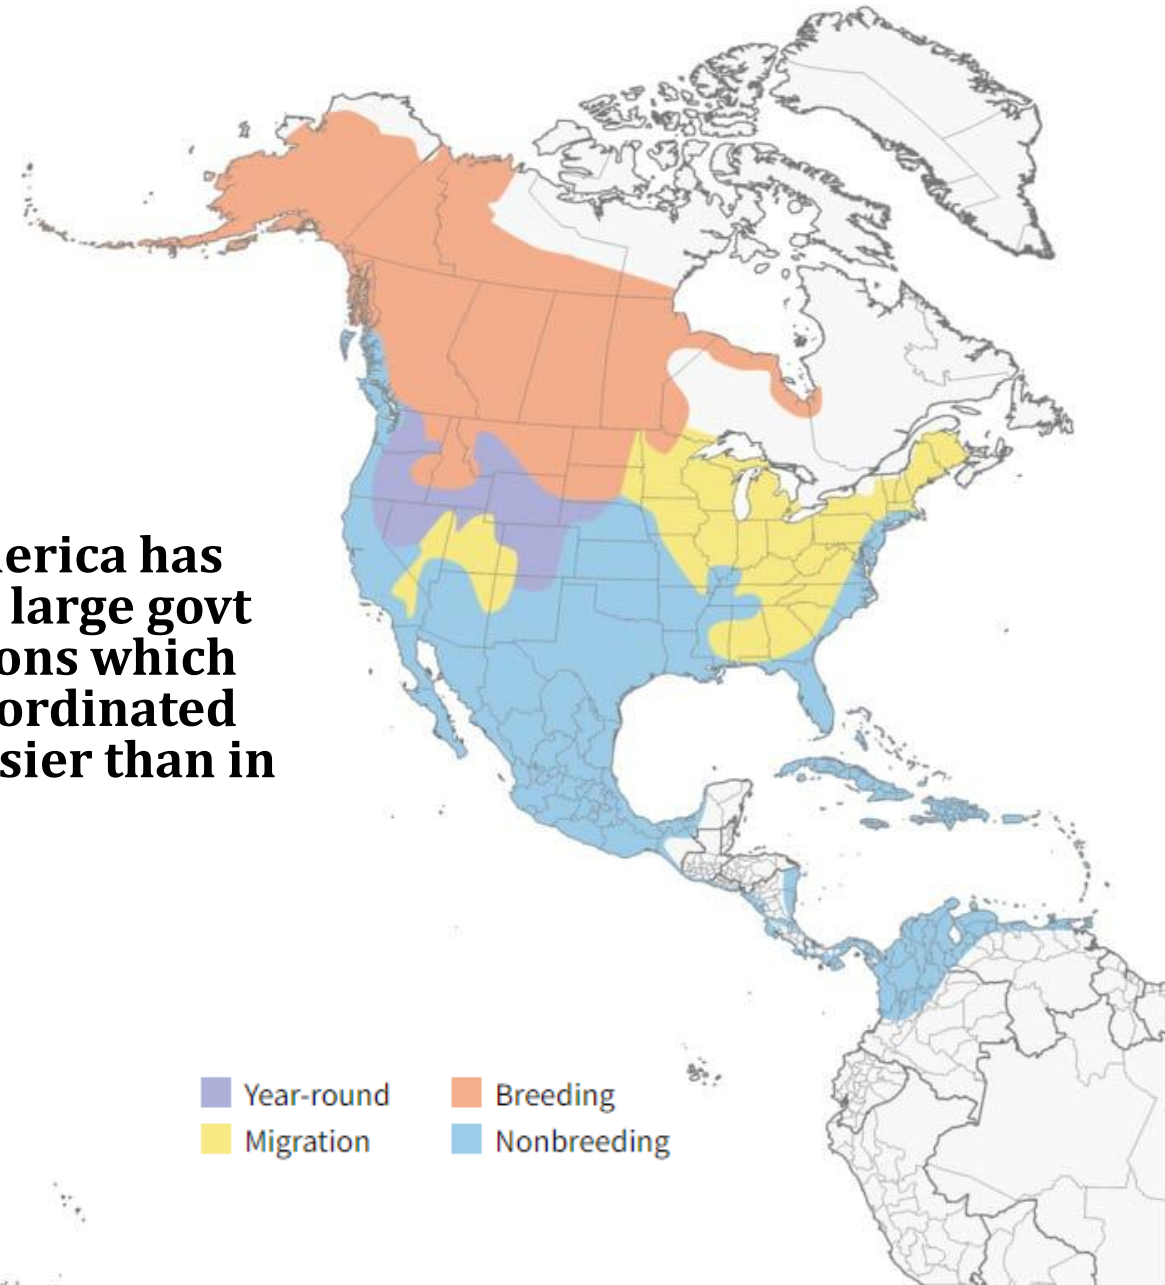 erica has
large govt
ons which
ordinated
sier than in
Year-round
Breeding
Migration
Nonbreeding